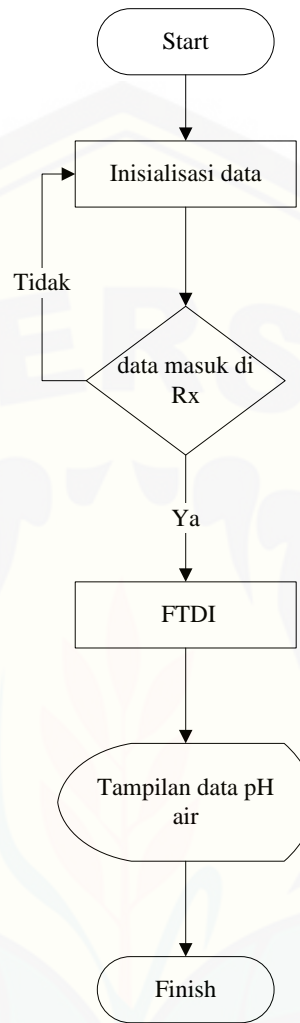 Start
Inisialisasi data
Tidak
data masuk di
Rx
Ya
FTDI
Tampilan data pH
air
Finish